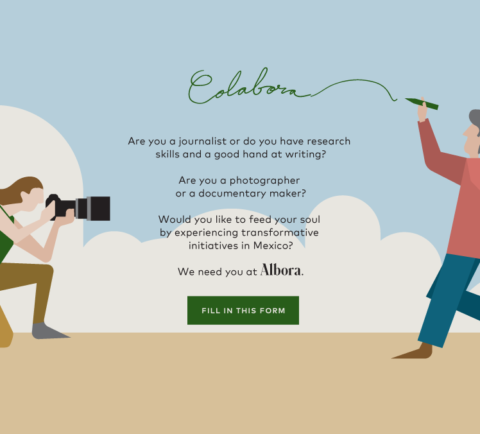 Colabora
Are you a journalist or do you have research
skills and a good hand at writing?
Are you a photographer
or a documentary maker?
Would you like to feed your soul
by experiencing transformative
initiatives in Mexico?
We need you at Albora.
FILL IN THIS FORM